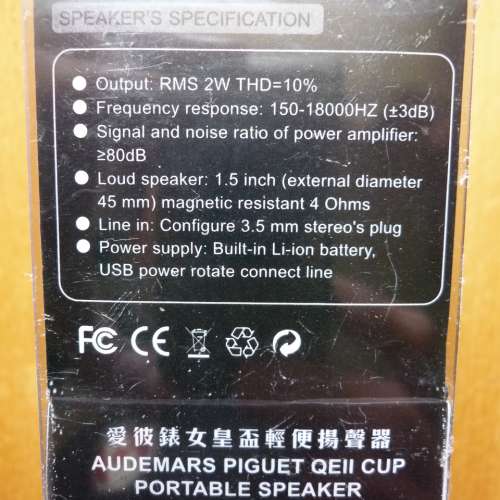 SPEAKER'S SPECIFICATION
● Output: RMS 2W THD=10%
● Frequency response: 150-18000HZ (±3dB)
● Signal and noise ratio of power amplifier:
≥80dB
● Loud speaker: 1.5 inch (external diameter
45 mm) magnetic resistant 4 Ohms
● Line in: Configure 3.5 mm stereo's plug
● Power supply: Built-in Li-ion battery,
USB power rotate connect line
FC CE
愛彼錶女皇盃輕便揚聲器
AUDEMARS PIGUET QEII CUP
PORTABLE SPEAKER